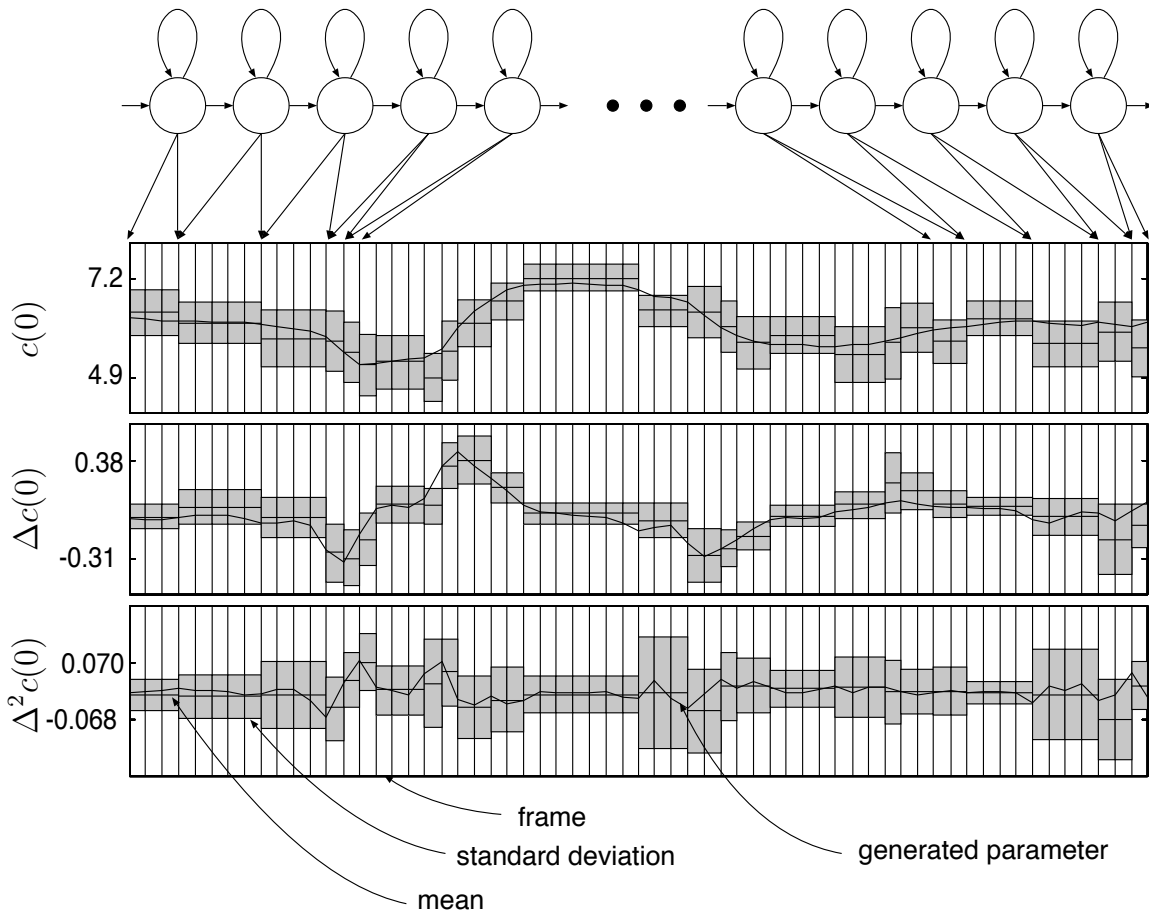 c(0)
7.2
4.9
Δc(0)
0.38
-0.31
Δ²c(0)
0.070
-0.068
frame
standard deviation
mean
generated parameter